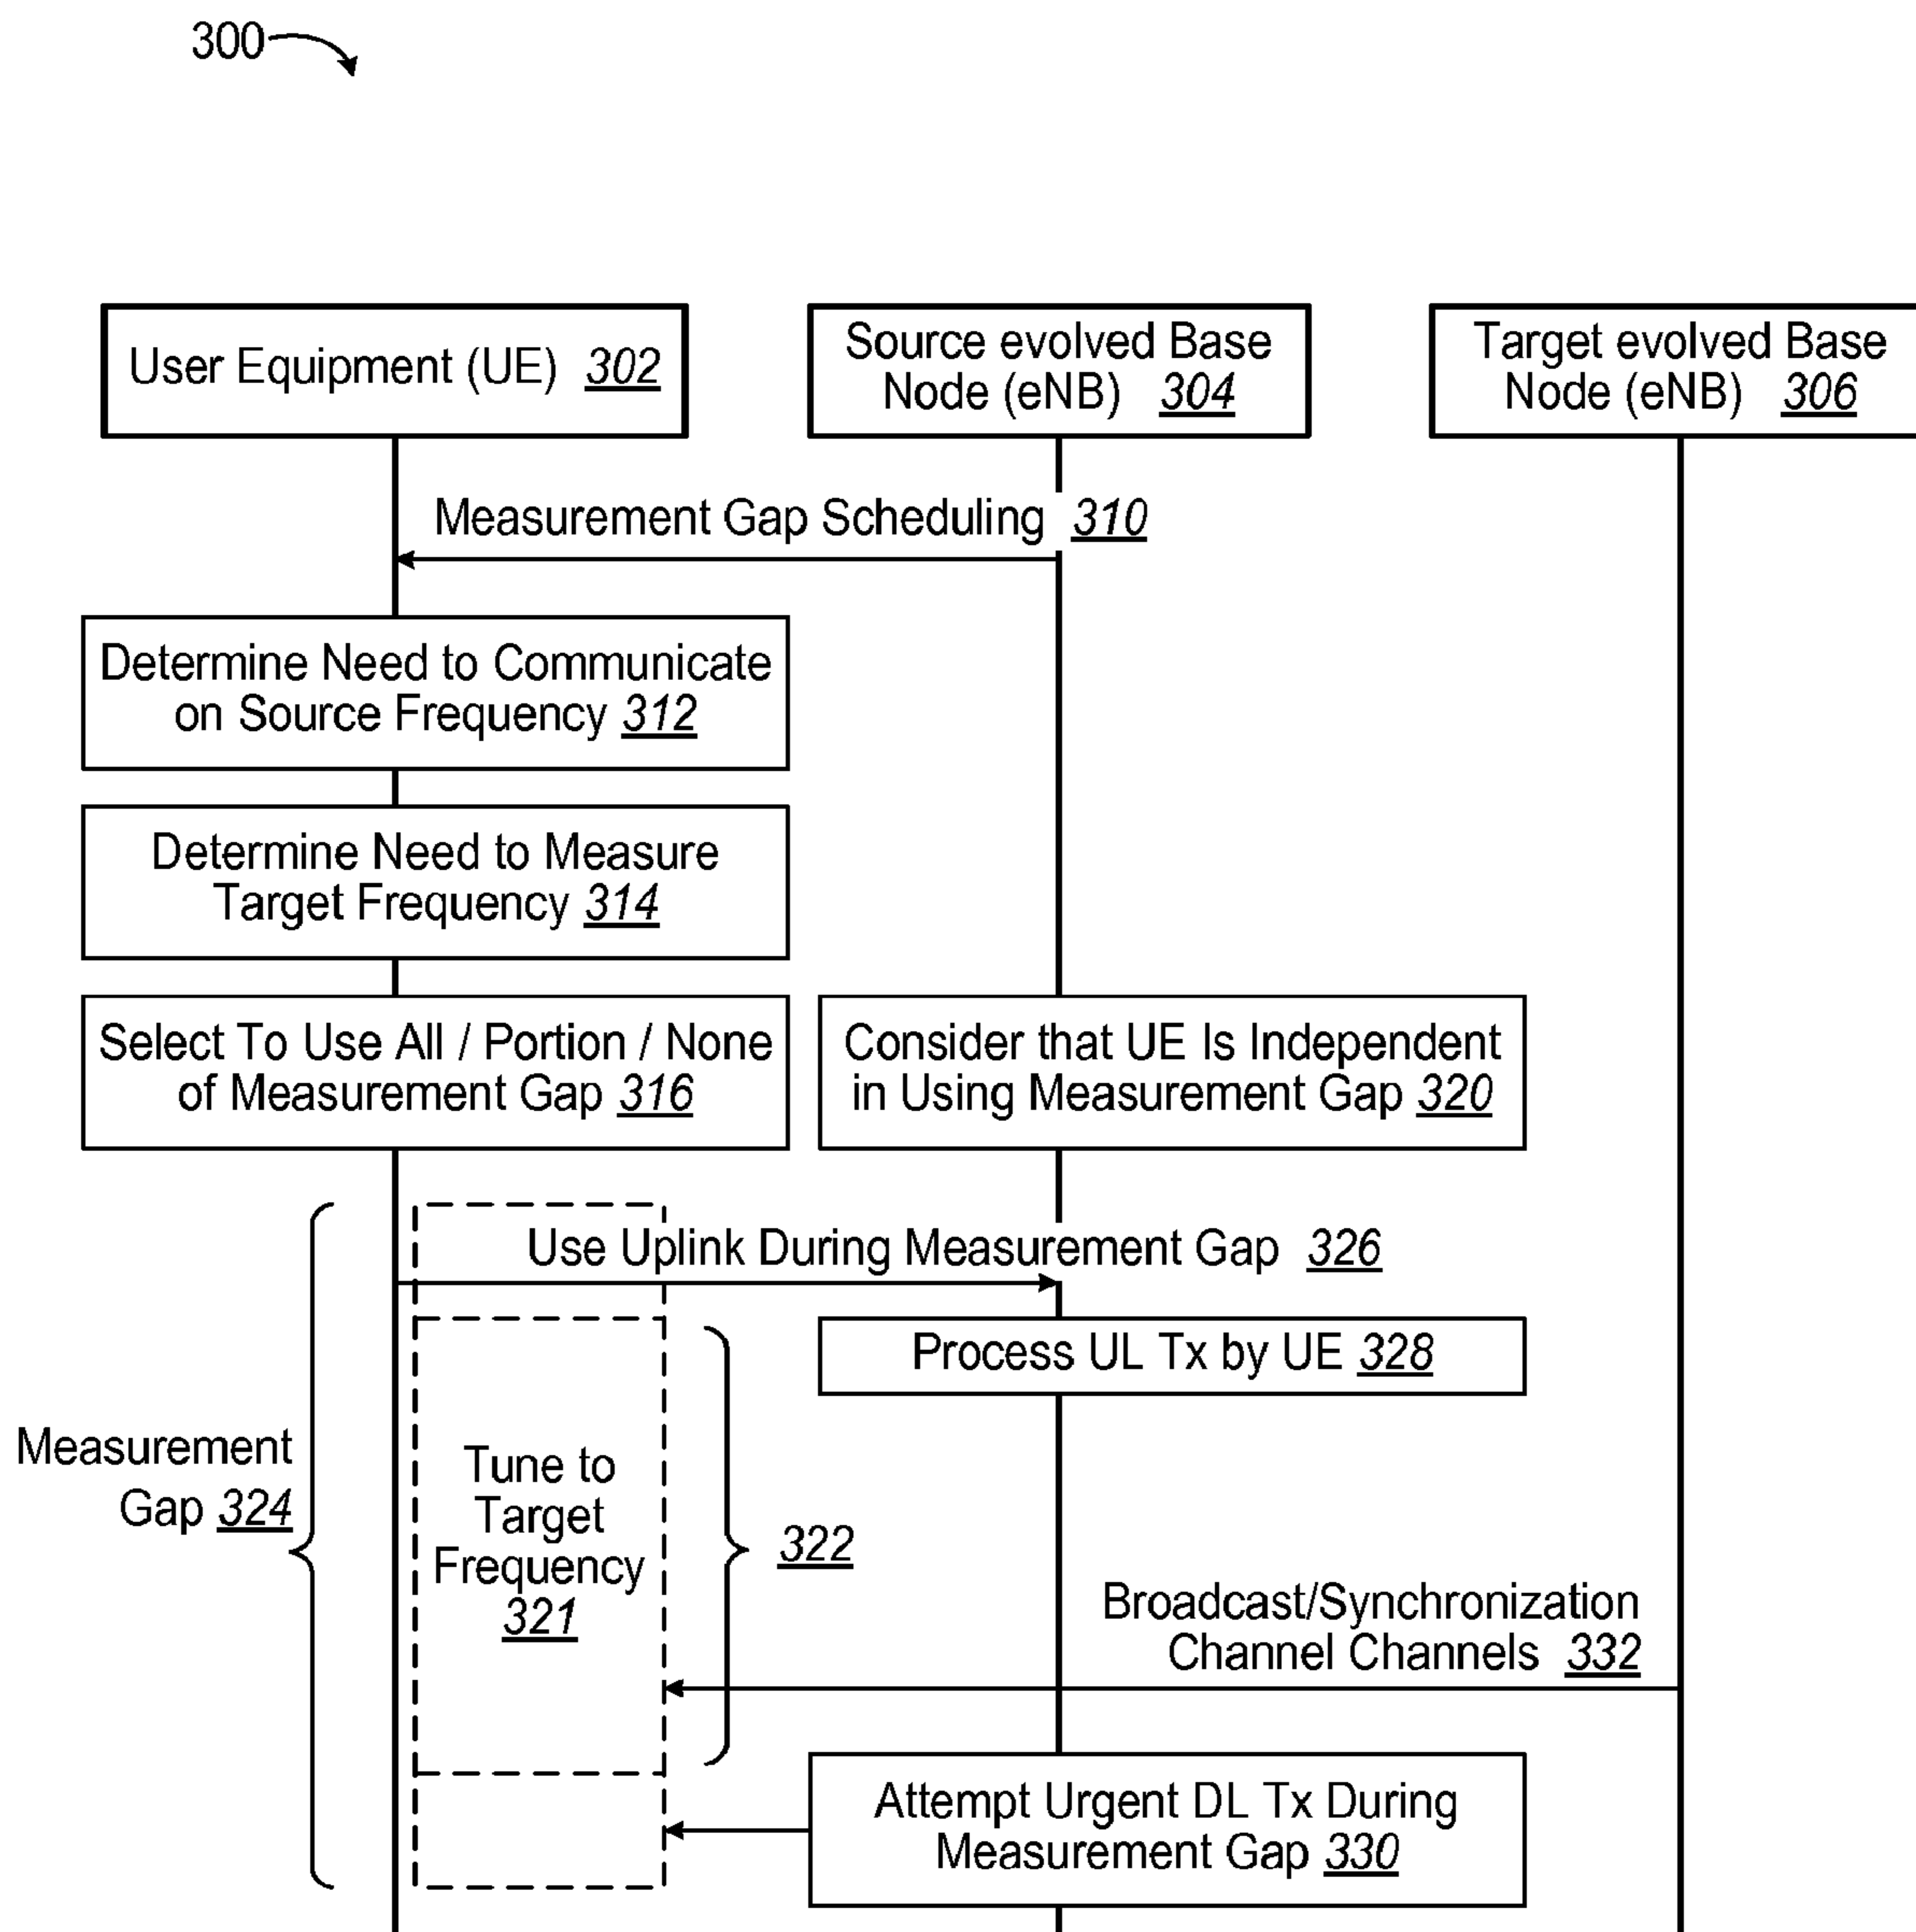 300
User Equipment (UE) 302
Source evolved Base
Node (eNB) 304
Target evolved Base
Node (eNB) 306
Measurement Gap Scheduling 310
Determine Need to Communicate
on Source Frequency 312
Determine Need to Measure
Target Frequency 314
Select To Use All / Portion / None
of Measurement Gap 316
Consider that UE Is Independent
in Using Measurement Gap 320
Use Uplink During Measurement Gap 326
Process UL Tx by UE 328
Measurement
Gap 324
Tune to
Target
Frequency
321
322
Broadcast/Synchronization
Channel Channels 332
Attempt Urgent DL Tx During
Measurement Gap 330